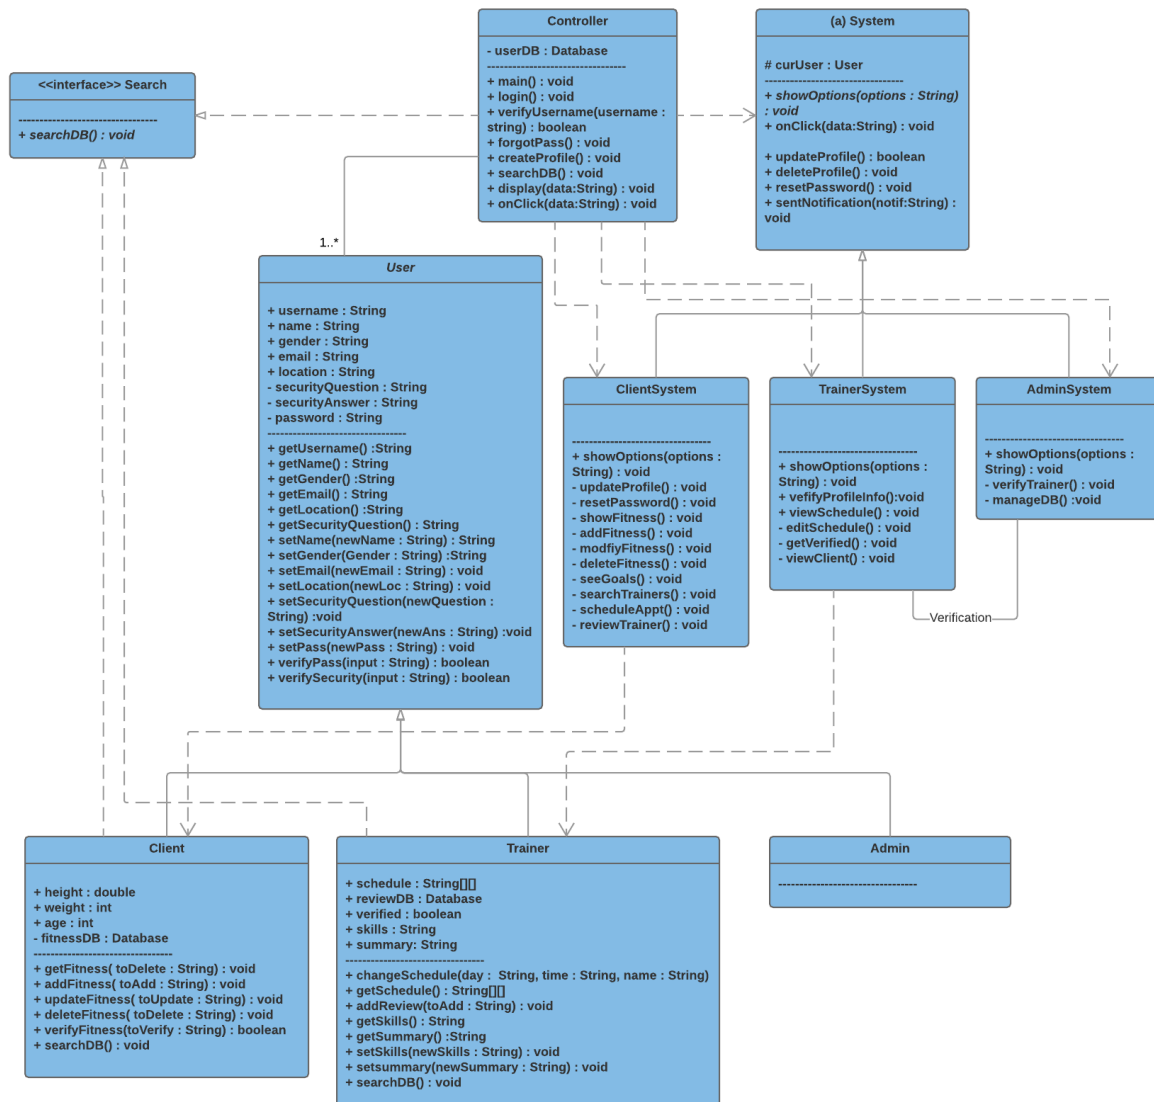 Controller
- userDB : Database
---------------------------------
+ main() : void
+ login() : void
+ verifyUsername(username :
string) : boolean
+ forgotPass() : void
+ createProfile() : void
+ searchDB() : void
+ display(data:String) : void
+ onClick(data:String) : void
(a) System
# curUser : User
---------------------------------
+ showOptions(options : String)
: void
+ onClick(data:String) : void
+ updateProfile() : boolean
+ deleteProfile() : void
+ resetPassword() : void
+ sentNotification(notif:String) :
void
<<interface>> Search
---------------------------------
+ searchDB() : void
1..*
User
+ username : String
+ name : String
+ gender : String
+ email : String
+ location : String
- securityQuestion : String
- securityAnswer : String
- password : String
---------------------------------
+ getUsername() :String
+ getName() : String
+ getGender() :String
+ getEmail() : String
+ getLocation() :String
+ getSecurityQuestion() : String
+ setName(newName : String) : String
+ setGender(Gender : String) :String
+ setEmail(newEmail : String) : void
+ setLocation(newLoc : String) : void
+ setSecurityQuestion(newQuestion :
String) :void
+ setSecurityAnswer(newAns : String) :void
+ setPass(newPass : String) : void
+ verifyPass(input : String) : boolean
+ verifySecurity(input : String) : boolean
ClientSystem
---------------------------------
+ showOptions(options :
String) : void
- updateProfile() : void
- resetPassword() : void
- showFitness() : void
- addFitness() : void
- modfiyFitness() : void
- deleteFitness() : void
- seeGoals() : void
- searchTrainers() : void
- scheduleAppt() : void
- reviewTrainer() : void
TrainerSystem
---------------------------------
+ showOptions(options :
String) : void
+ vefifyProfileInfo():void
+ viewSchedule() : void
- editSchedule() : void
- getVerified() : void
- viewClient() : void
AdminSystem
---------------------------------
+ showOptions(options :
String) : void
- verifyTrainer() : void
- manageDB() :void
Verification
Client
+ height : double
+ weight : int
+ age : int
- fitnessDB : Database
---------------------------------
+ getFitness( toDelete : String) : void
+ addFitness( toAdd : String) : void
+ updateFitness( toUpdate : String) : void
+ deleteFitness( toDelete : String) : void
+ verifyFitness(toVerify : String) : boolean
+ searchDB() : void
Trainer
+ schedule : String[][]
+ reviewDB : Database
+ verified : boolean
+ skills : String
+ summary: String
---------------------------------
+ changeSchedule(day : String, time : String, name : String)
+ getSchedule() : String[][]
+ addReview(toAdd : String) : void
+ getSkills() : String
+ getSummary() :String
+ setSkills(newSkills : String) : void
+ setsummary(newSummary : String) : void
+ searchDB() : void
Admin
---------------------------------